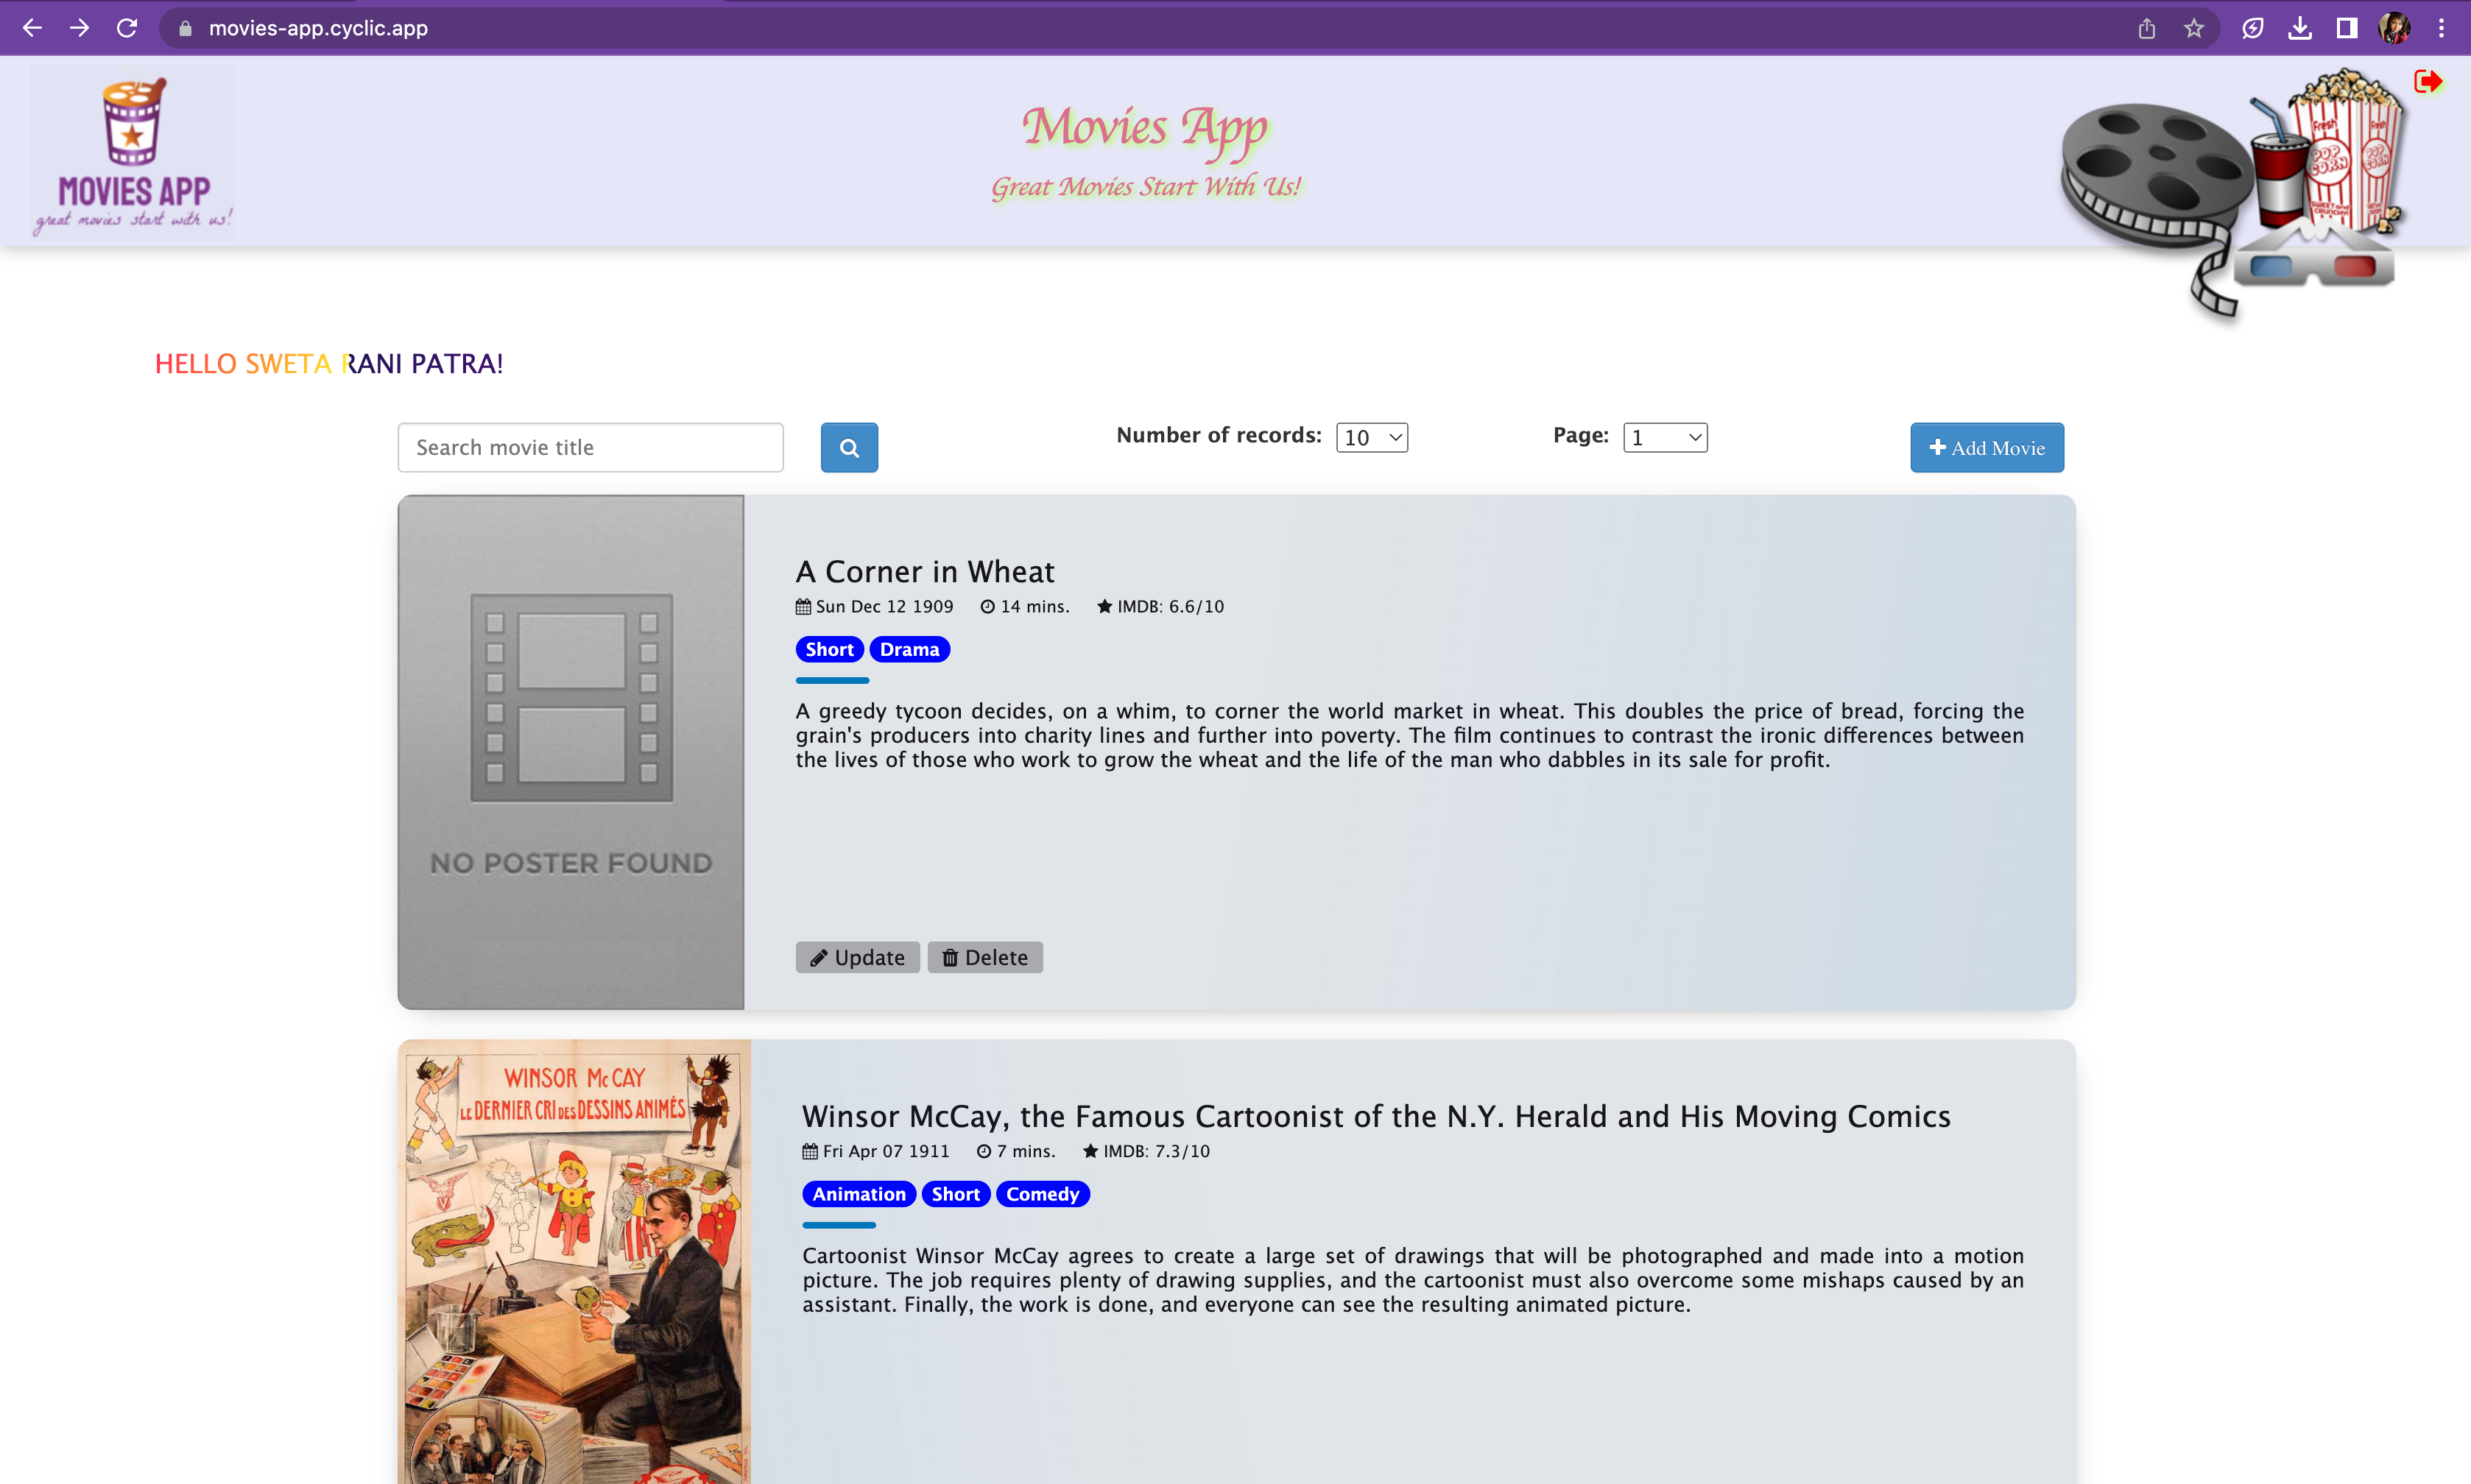 movies-app.cyclic.app
MOVIES APP
great movies start with us!
Movies App
Great Movies Start With Us!
Fresh
Fresh
POP CORN
POP CORN
SWEET and CRUNCHY!
HELLO SWETA RANI PATRA!
Search movie title
Number of records: 10
Page: 1
Add Movie
NO POSTER FOUND
A Corner in Wheat
Sun Dec 12 1909 14 mins. IMDB: 6.6/10
Short Drama
A greedy tycoon decides, on a whim, to corner the world market in wheat. This doubles the price of bread, forcing the
grain's producers into charity lines and further into poverty. The film continues to contrast the ironic differences between
the lives of those who work to grow the wheat and the life of the man who dabbles in its sale for profit.
Update Delete
WINSOR McCAY
LE DERNIER CRI DES DESSINS ANIMÉS
Winsor McCay, the Famous Cartoonist of the N.Y. Herald and His Moving Comics
Fri Apr 07 1911 7 mins. IMDB: 7.3/10
Animation Short Comedy
Cartoonist Winsor McCay agrees to create a large set of drawings that will be photographed and made into a motion
picture. The job requires plenty of drawing supplies, and the cartoonist must also overcome some mishaps caused by an
assistant. Finally, the work is done, and everyone can see the resulting animated picture.